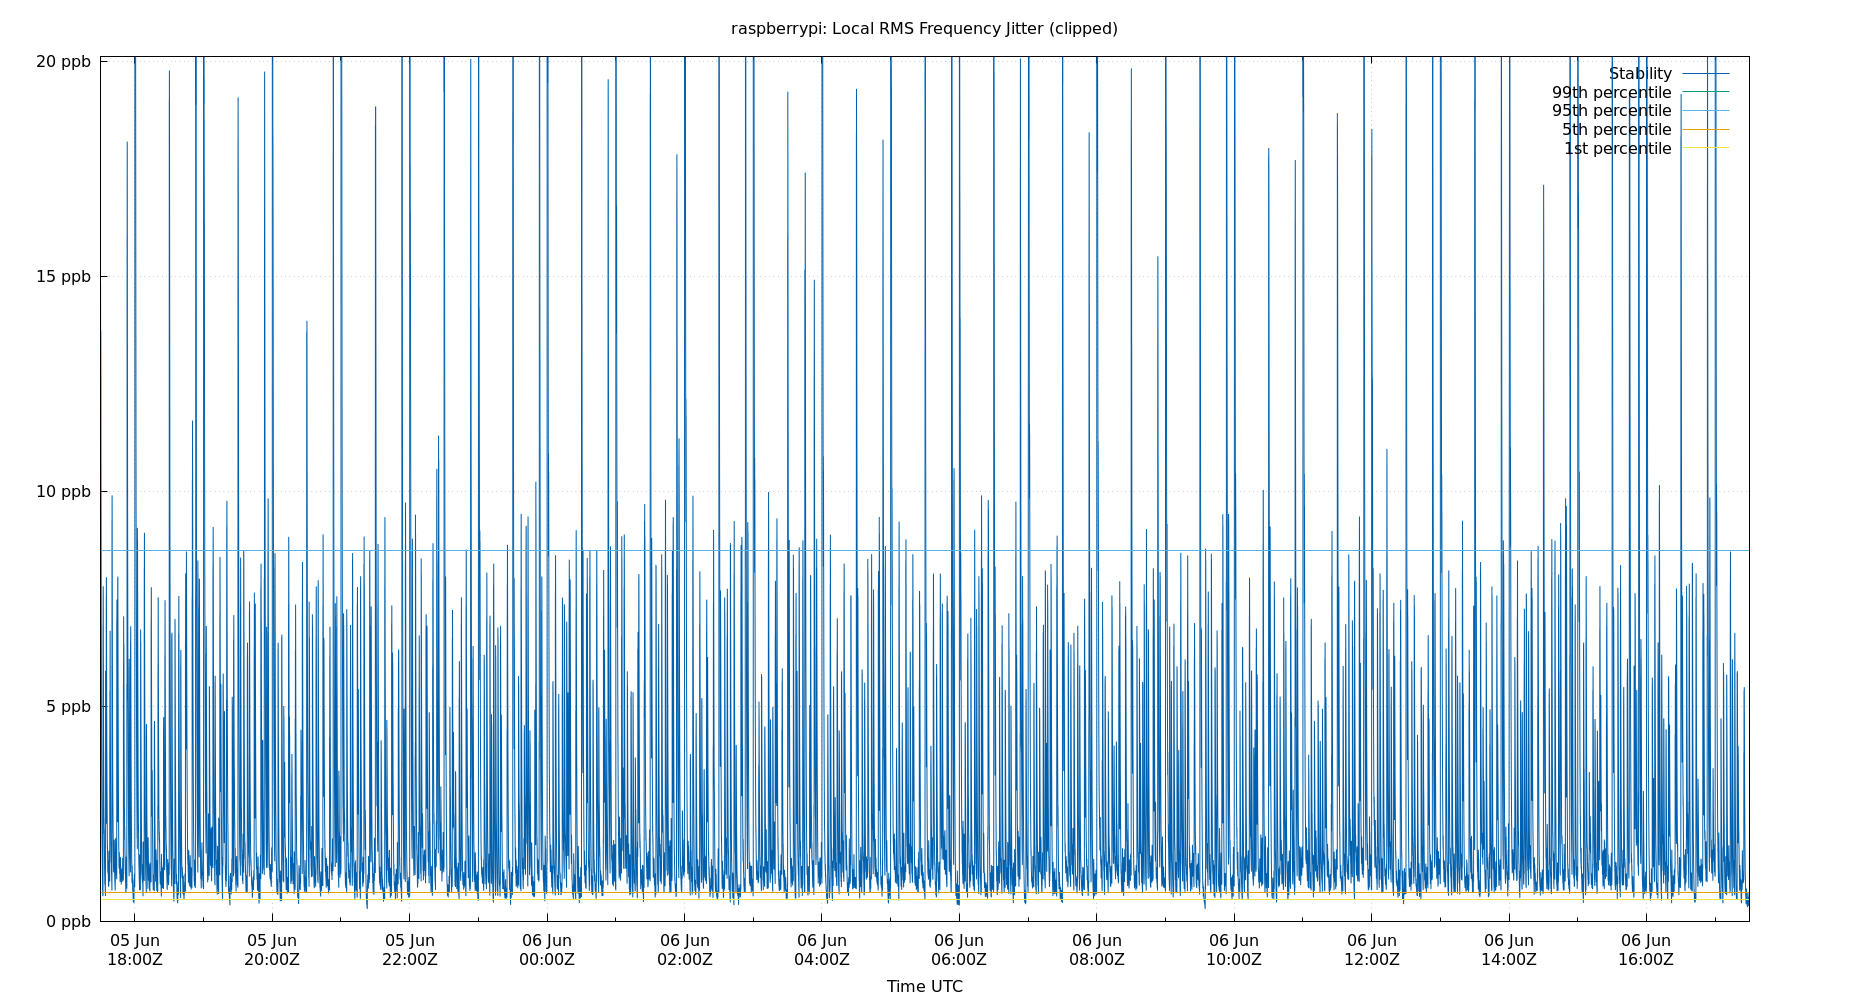 raspberrypi: Local RMS Frequency Jitter (clipped)
20 ppb
15 ppb
10 ppb
5 ppb
0 ppb
Stability
99th percentile
95th percentile
5th percentile
1st percentile
05 Jun 05 Jun 05 Jun 06 Jun 06 Jun 06 Jun 06 Jun 06 Jun 06 Jun 06 Jun 06 Jun 06 Jun
18:00Z 20:00Z 22:00Z 00:00Z 02:00Z 04:00Z 06:00Z 08:00Z 10:00Z 12:00Z 14:00Z 16:00Z
Time UTC